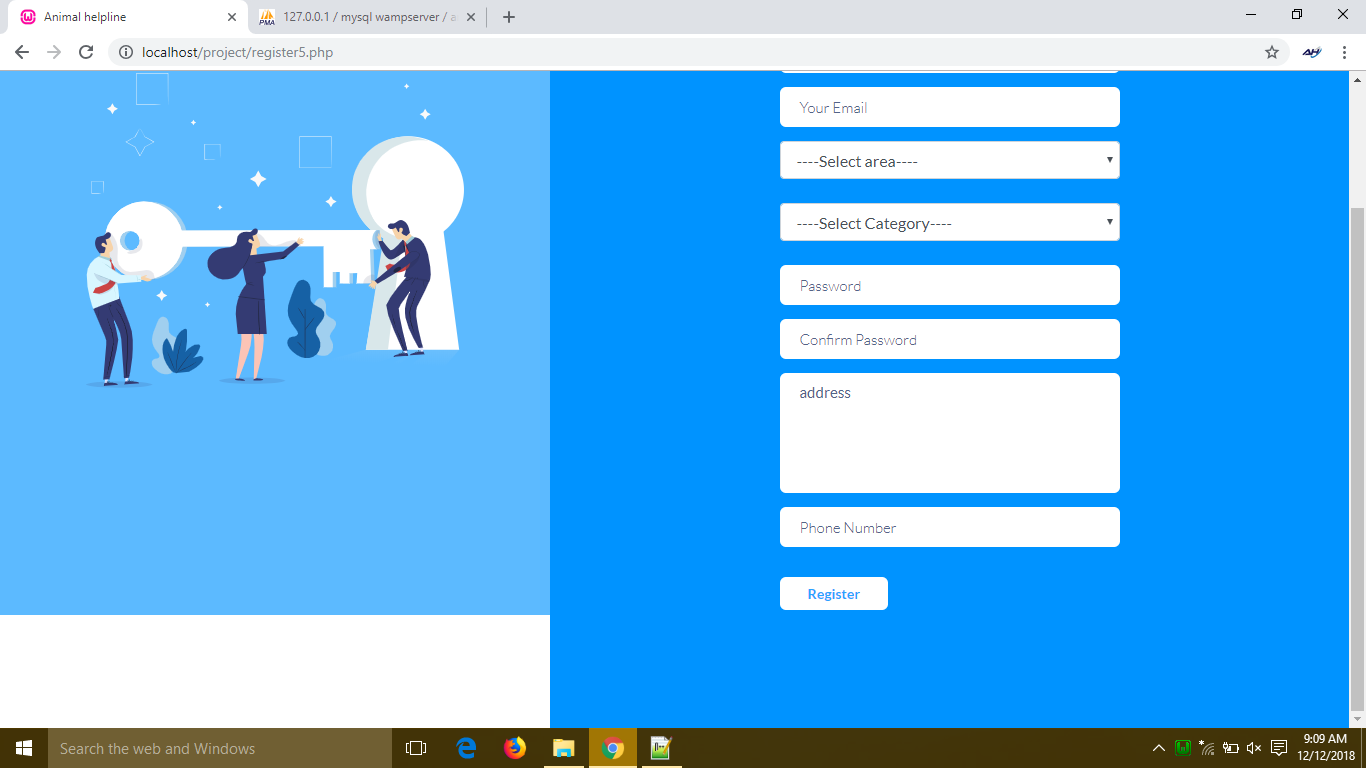 Animal helpline
127.0.0.1 / mysql wampserver / a
localhost/project/register5.php
Your Email
----Select area----
----Select Category----
Password
Confirm Password
address
Phone Number
Register
Search the web and Windows
9:09 AM
12/12/2018